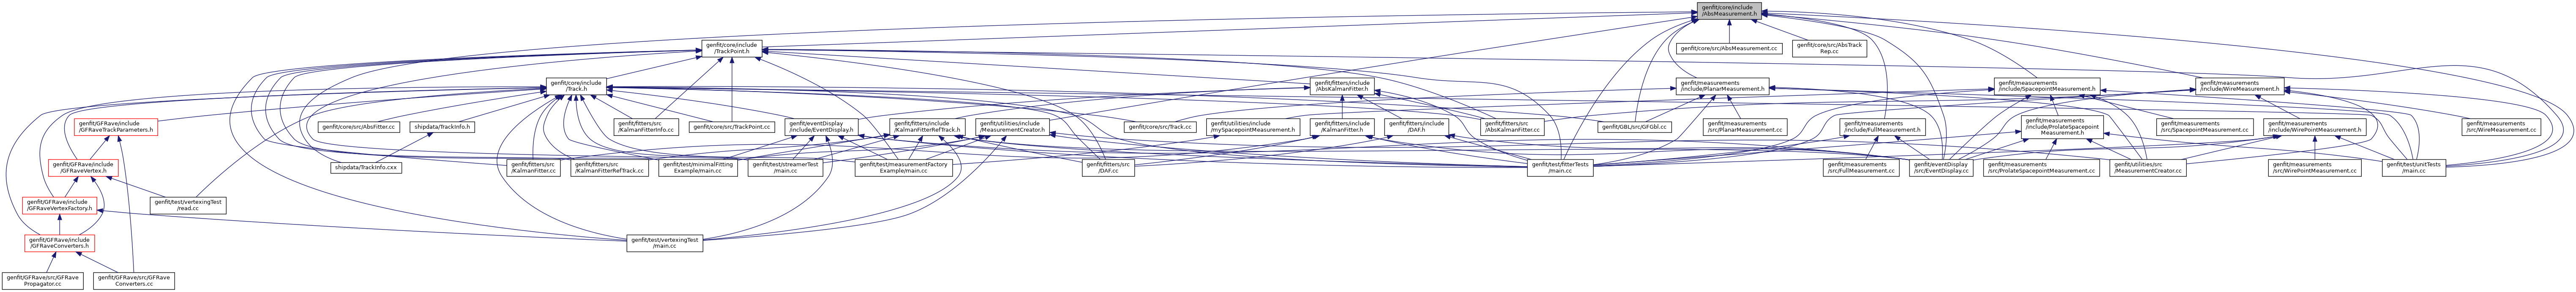 genfit/core/include
/AbsMeasurement.h
genfit/core/include
/TrackPoint.h
genfit/core/src/AbsMeasurement.cc
genfit/core/src/AbsTrack
Rep.cc
genfit/core/include
/Track.h
genfit/fitters/include
/AbsKalmanFitter.h
genfit/measurements
/include/PlanarMeasurement.h
genfit/measurements
/include/SpacepointMeasurement.h
genfit/measurements
/include/WireMeasurement.h
genfit/GFRave/include
/GFRaveTrackParameters.h
genfit/core/src/AbsFitter.cc
shipdata/TrackInfo.h
genfit/fitters/src
/KalmanFitterInfo.cc
genfit/core/src/TrackPoint.cc
genfit/eventDisplay
/include/EventDisplay.h
genfit/fitters/include
/KalmanFitterRefTrack.h
genfit/utilities/include
/MeasurementCreator.h
genfit/core/src/Track.cc
genfit/utilities/include
/mySpacepointMeasurement.h
genfit/fitters/include
/KalmanFitter.h
genfit/fitters/include
/DAF.h
genfit/fitters/src
/AbsKalmanFitter.cc
genfit/GBL/src/GFGbl.cc
genfit/measurements
/src/PlanarMeasurement.cc
genfit/measurements
/include/FullMeasurement.h
genfit/measurements
/include/ProlateSpacepoint
Measurement.h
genfit/measurements
/src/SpacepointMeasurement.cc
genfit/measurements
/include/WirePointMeasurement.h
genfit/measurements
/src/WireMeasurement.cc
genfit/GFRave/include
/GFRaveVertex.h
shipdata/TrackInfo.cxx
genfit/fitters/src
/KalmanFitter.cc
genfit/fitters/src
/KalmanFitterRefTrack.cc
genfit/test/minimalFitting
Example/main.cc
genfit/test/streamerTest
/main.cc
genfit/test/measurementFactory
Example/main.cc
genfit/fitters/src
/DAF.cc
genfit/test/fitterTests
/main.cc
genfit/measurements
/src/FullMeasurement.cc
genfit/eventDisplay
/src/EventDisplay.cc
genfit/measurements
/src/ProlateSpacepointMeasurement.cc
genfit/utilities/src
/MeasurementCreator.cc
genfit/measurements
/src/WirePointMeasurement.cc
genfit/test/unitTests
/main.cc
genfit/GFRave/include
/GFRaveVertexFactory.h
genfit/test/vertexingTest
/read.cc
genfit/GFRave/include
/GFRaveConverters.h
genfit/test/vertexingTest
/main.cc
genfit/GFRave/src/GFRave
Propagator.cc
genfit/GFRave/src/GFRave
Converters.cc